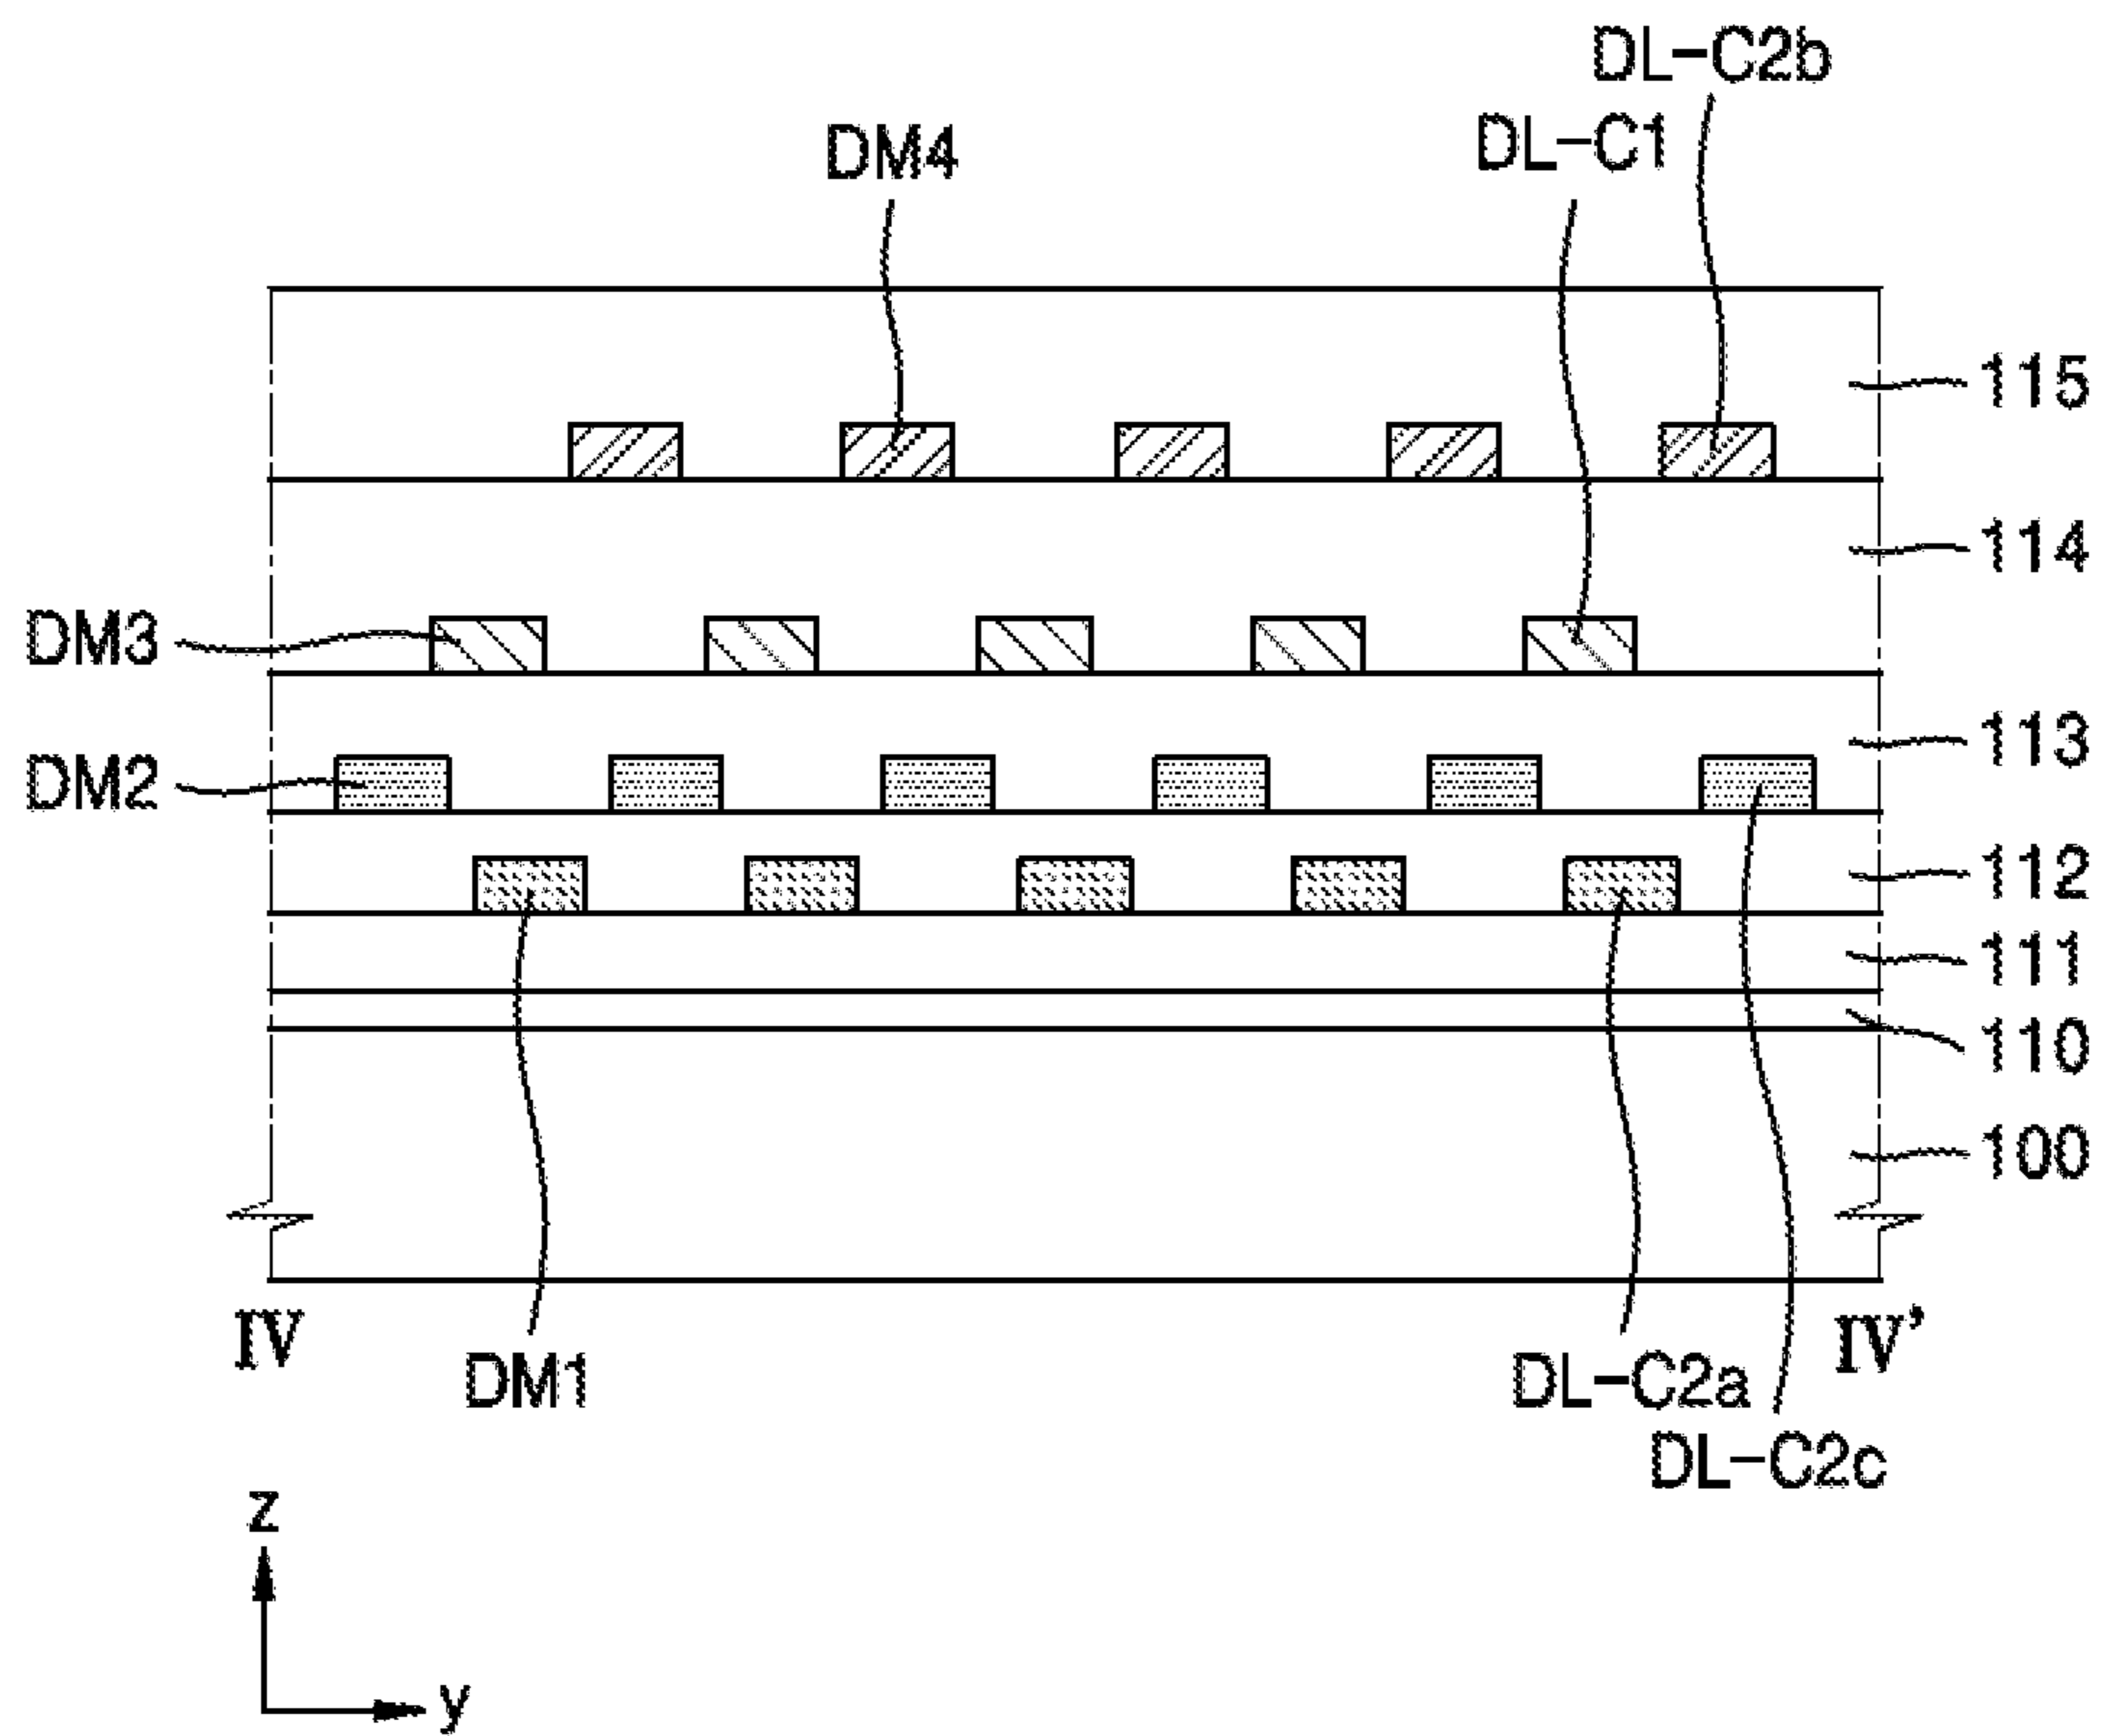 DL-C2b
DL-C1
DM4
115
114
DM3
113
DM2
112
111
110
100
IV
IV'
DM1
DL-C2a
DL-C2c
z
y